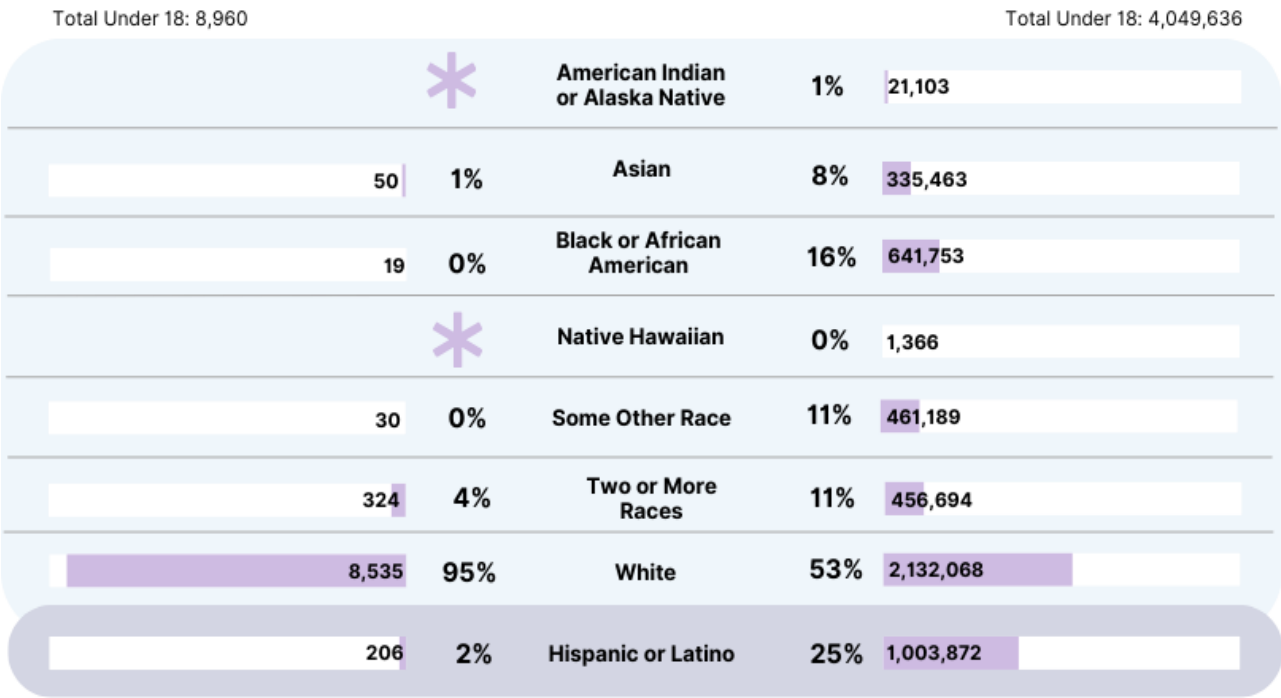 Total Under 18: 8,960 Total Under 18: 4,049,636
American Indian
or Alaska Native
1% 21,103
50 1% Asian 8% 335,463
Black or African
American
19 0% 16% 641,753
Native Hawaiian 0% 1,366
30 0% Some Other Race 11% 461,189
Two or More
Races
324 4% 11% 456,694
8,535 95% White 53% 2,132,068
206 2% Hispanic or Latino 25% 1,003,872